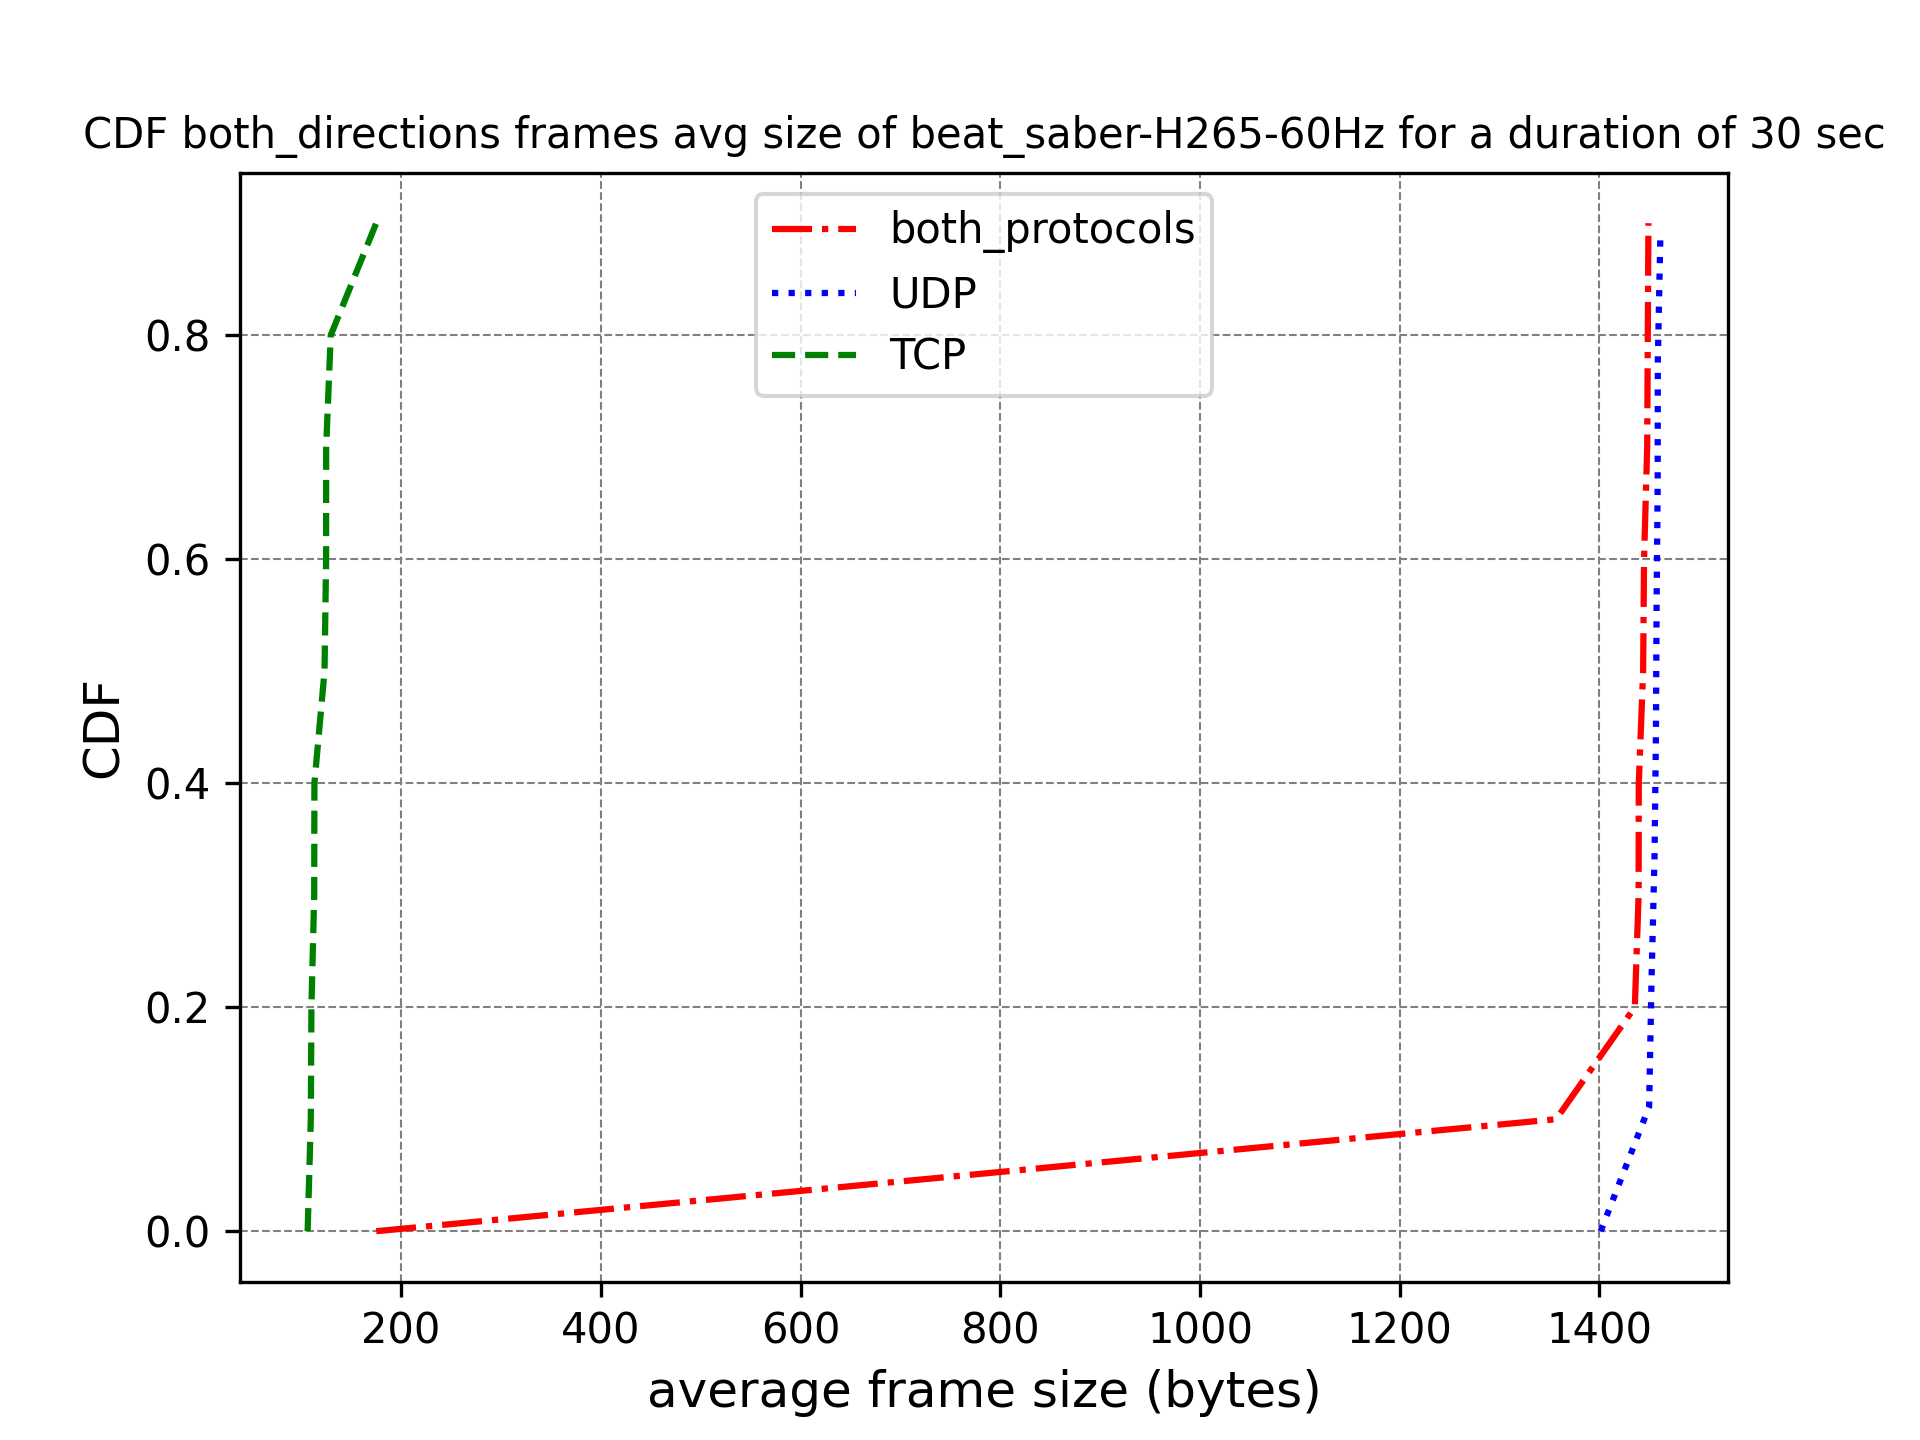 CDF both_directions frames avg size of beat_saber-H265-60Hz for a duration of 30 sec
both_protocols
UDP
TCP
CDF
0.8
0.6
0.4
0.2
0.0
200 400 600 800 1000 1200 1400
average frame size (bytes)